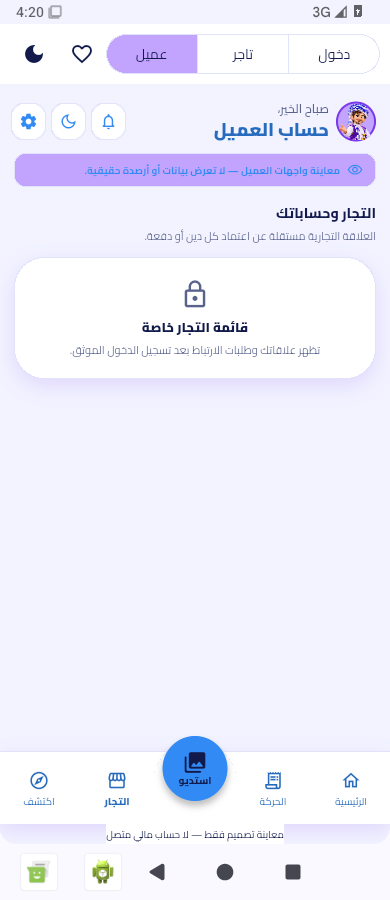 4:20 3G
دخول تاجر عميل
صباح الخير،
حساب العميل
معاينة واجهات العميل — لا تعرض بيانات أو أرصدة حقيقية.
التجار وحساباتك
العلاقة التجارية مستقلة عن اعتماد كل دين أو دفعة.
قائمة التجار خاصة
تظهر علاقاتك وطلبات الارتباط بعد تسجيل الدخول الموثق.
الرئيسية الحركة استديو التجار اكتشف
معاينة تصميم فقط — لا حساب مالي متصل